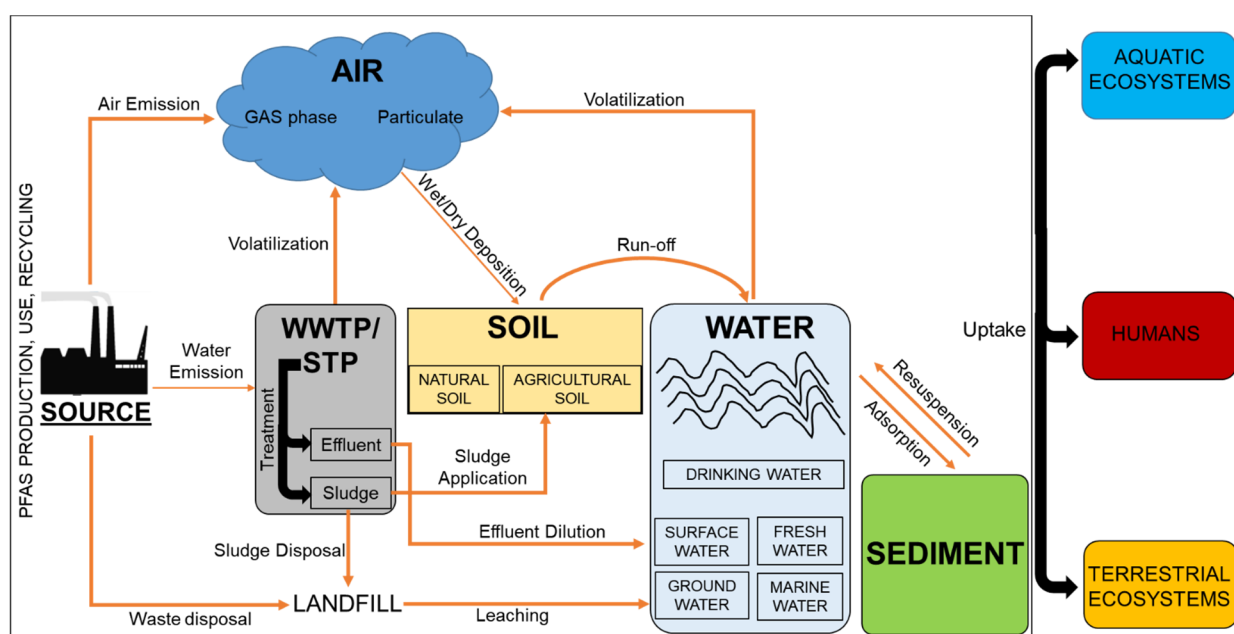 PFAS PRODUCTION, USE, RECYCLING
AIR
GAS phase
Particulate
Air Emission
Volatilization
Volatilization
Wet/Dry Deposition
Run-off
SOURCE
Water
Emission
WWTP/
STP
Treatment
Effluent
Sludge
SOIL
NATURAL
SOIL
AGRICULTURAL
SOIL
Sludge
Application
WATER
DRINKING WATER
SURFACE
WATER
FRESH
WATER
GROUND
WATER
MARINE
WATER
Effluent Dilution
Sludge Disposal
Waste disposal
LANDFILL
Leaching
Resuspension
Adsorption
SEDIMENT
Uptake
AQUATIC
ECOSYSTEMS
HUMANS
TERRESTRIAL
ECOSYSTEMS